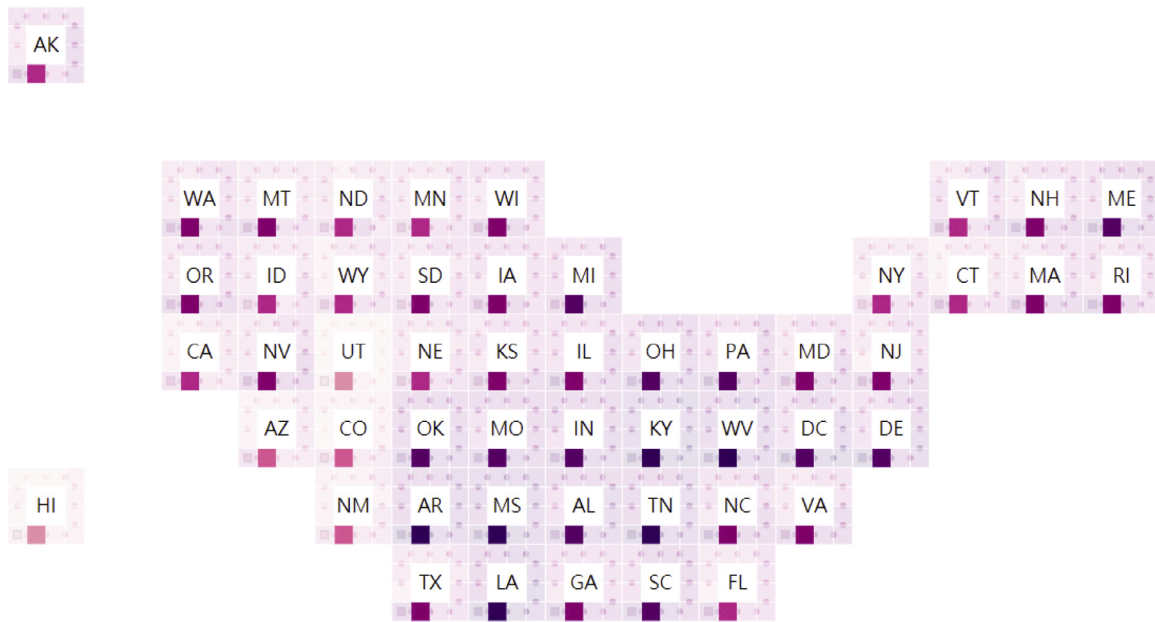 AK
WA MT ND MN WI VT NH ME
OR ID WY SD IA MI NY CT MA RI
CA NV UT NE KS IL OH PA MD NJ
AZ CO OK MO IN KY WV DC DE
HI NM AR MS AL TN NC VA
TX LA GA SC FL